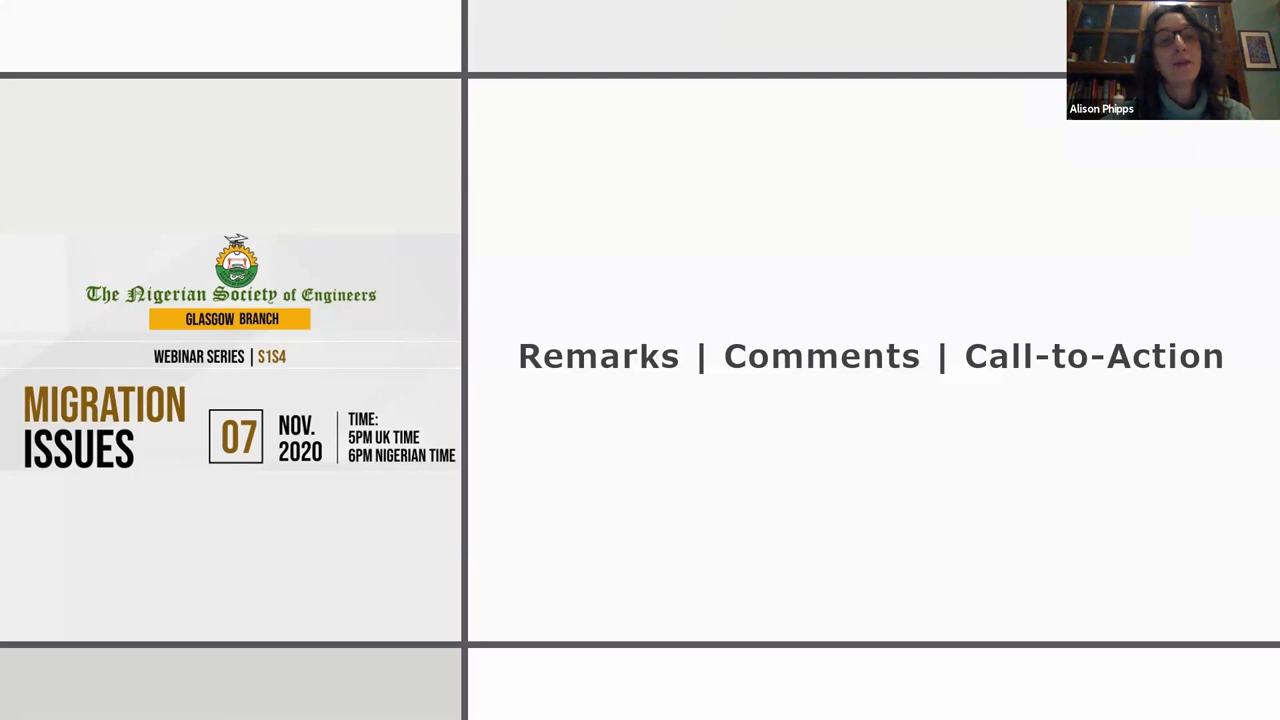 Alison Phipps
The Nigerian Society of Engineers
GLASGOW BRANCH
WEBINAR SERIES | S1S4
MIGRATION
ISSUES
07
NOV.
2020
TIME:
5PM UK TIME
6PM NIGERIAN TIME
Remarks | Comments | Call-to-Action